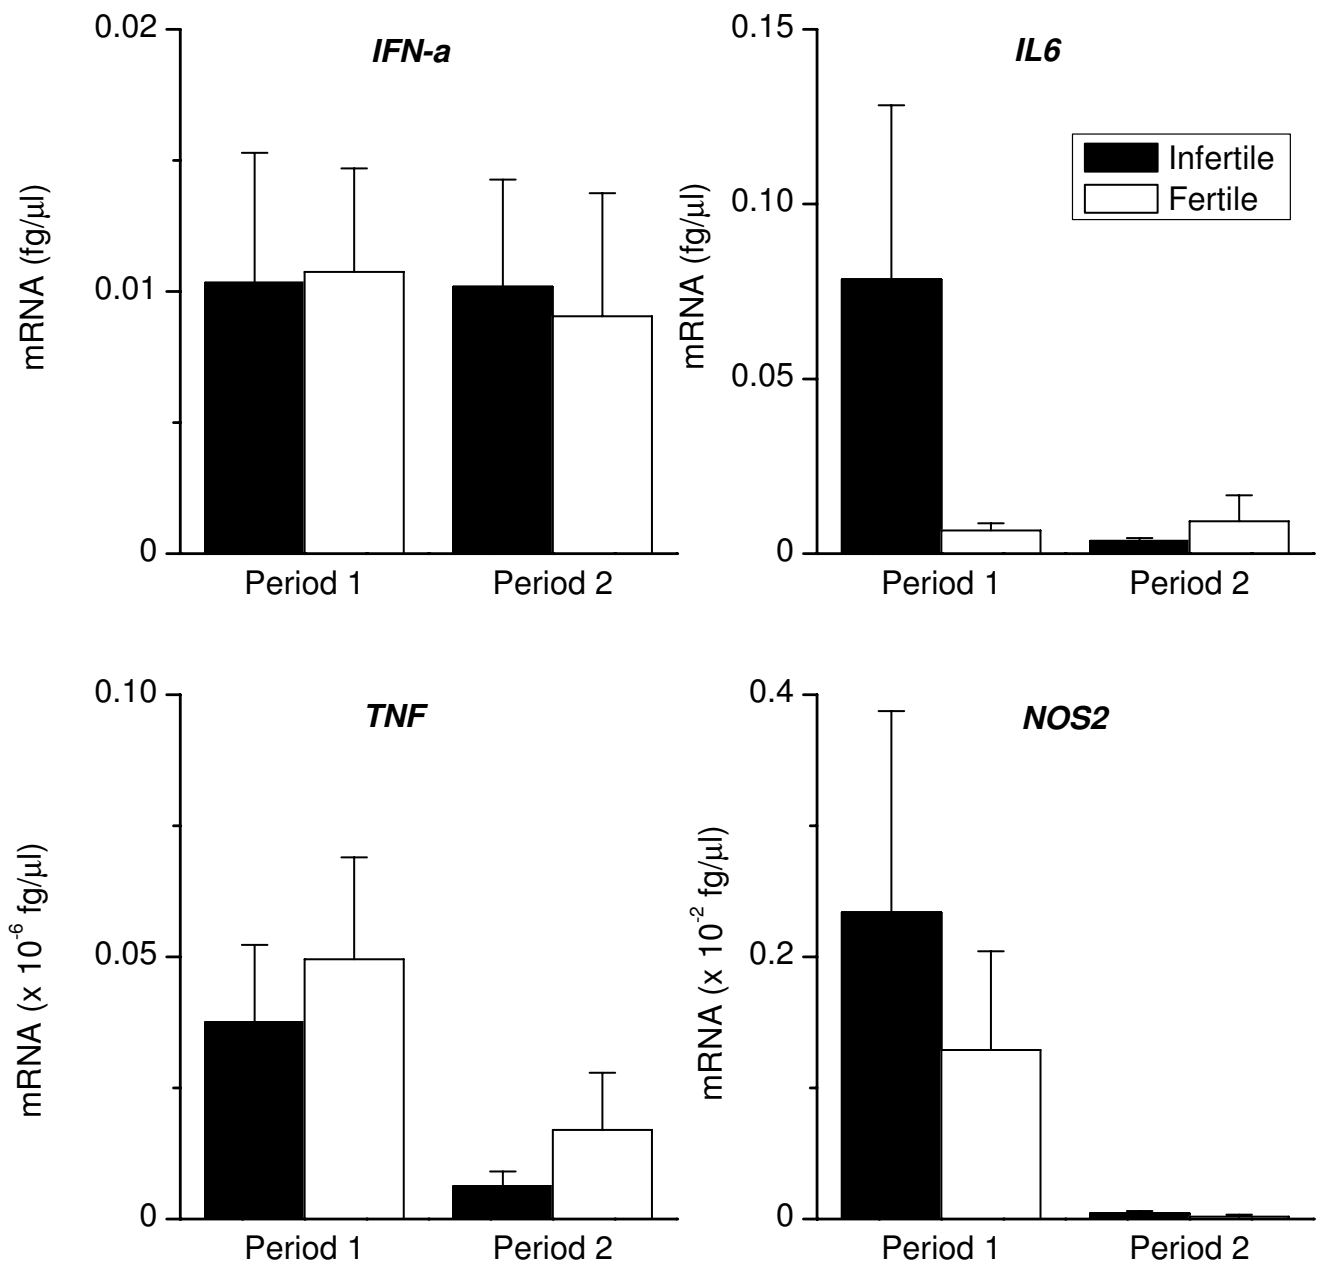 IFN-a
0.02
0.01
0
mRNA (fg/µl)
Period 1
Period 2
IL6
Infertile
Fertile
0.15
0.10
0.05
0
mRNA (fg/µl)
Period 1
Period 2
TNF
0.10
0.05
0
mRNA (x 10⁻⁶ fg/µl)
Period 1
Period 2
NOS2
0.4
0.2
0
mRNA (x 10⁻² fg/µl)
Period 1
Period 2